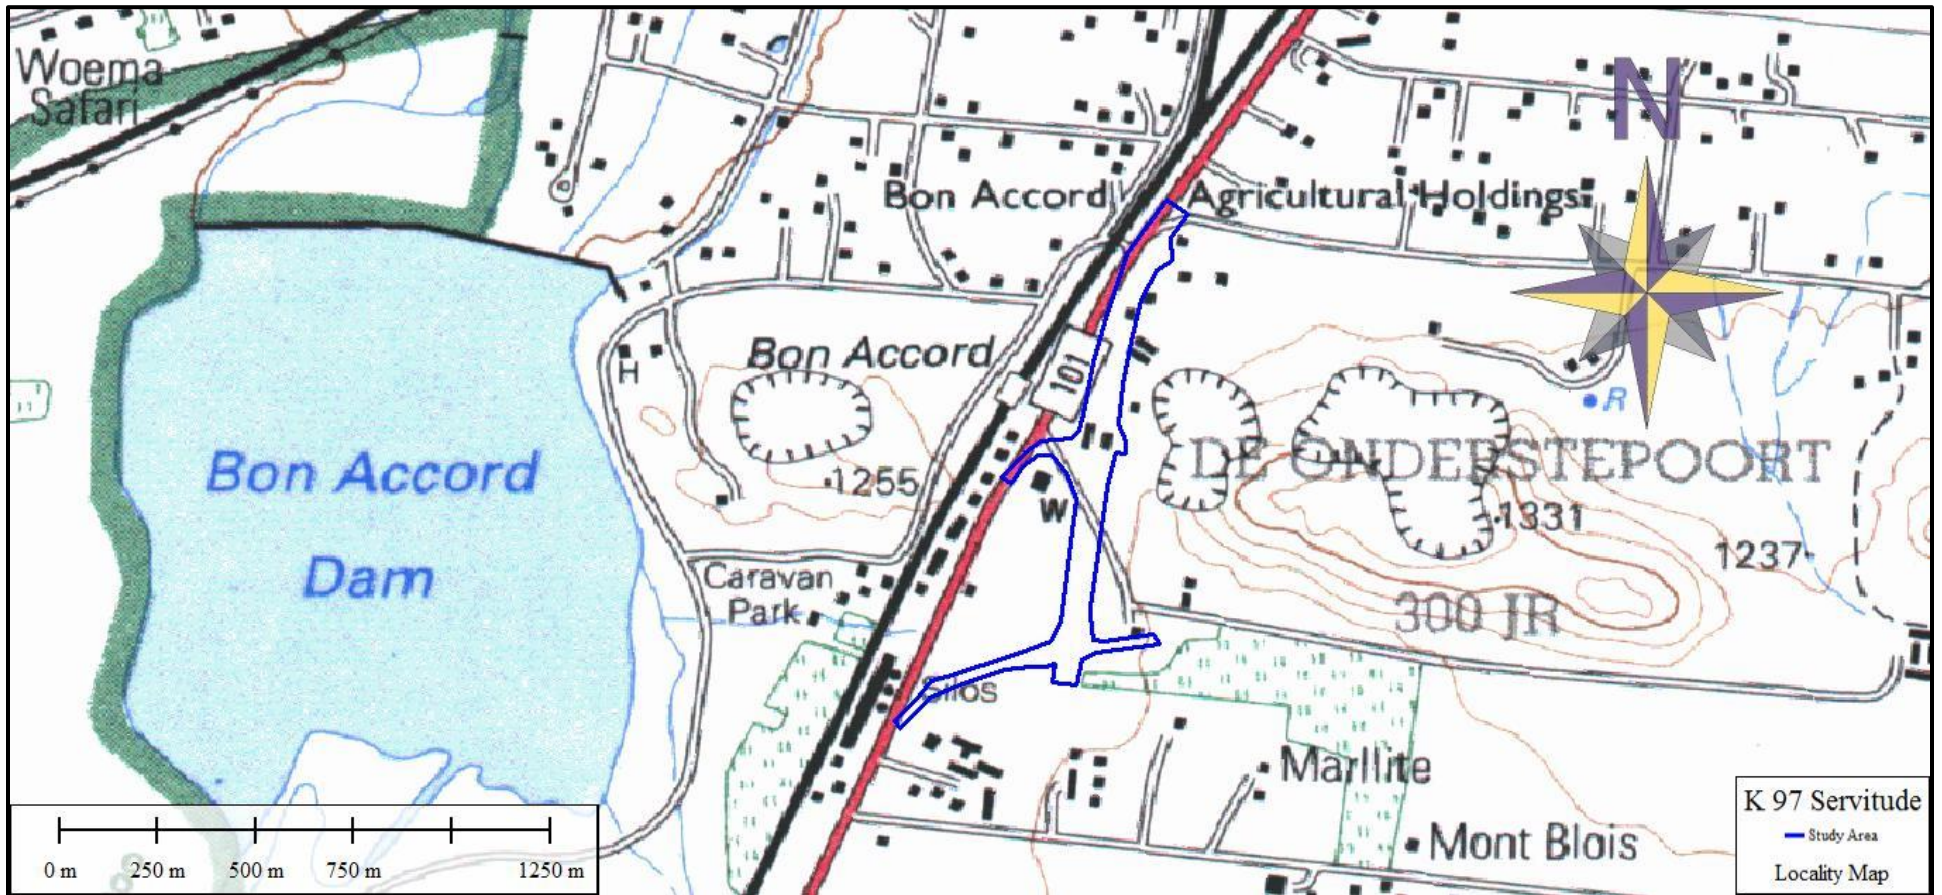 Woema
Safari
N
Bon Accord
Agricultural Holdings
Bon Accord
H
101
R
DE ONDERSTEPOORT
Bon Accord
Dam
1255
W
1331
1237
Caravan
Park
300 JR
Silos
Marllite
Mont Blois
0 m 250 m 500 m 750 m 1250 m
K 97 Servitude
Study Area
Locality Map